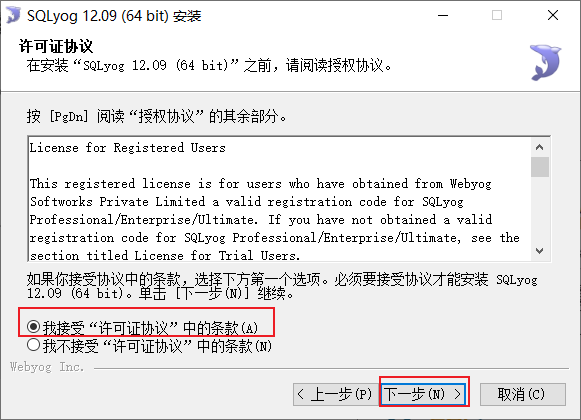 SQLyog 12.09 (64 bit) 安装
许可证协议
在安装“SQLyog 12.09 (64 bit)”之前,请阅读授权协议。
按 [PgDn] 阅读“授权协议”的其余部分。
License for Registered Users
This registered license is for users who have obtained from Webyog
Softworks Private Limited a valid registration code for SQLyog
Professional/Enterprise/Ultimate. If you have not obtained a valid
registration code for SQLyog Professional/Enterprise/Ultimate, see the
section titled License for Trial Users.
如果你接受协议中的条款,选择下方第一个选项。必须要接受协议才能安装 SQLyog
12.09 (64 bit)。单击 [下一步(N)] 继续。
我接受“许可证协议”中的条款(A)
我不接受“许可证协议”中的条款(N)
Webyog Inc.
< 上一步(P) 下一步(N) > 取消(C)